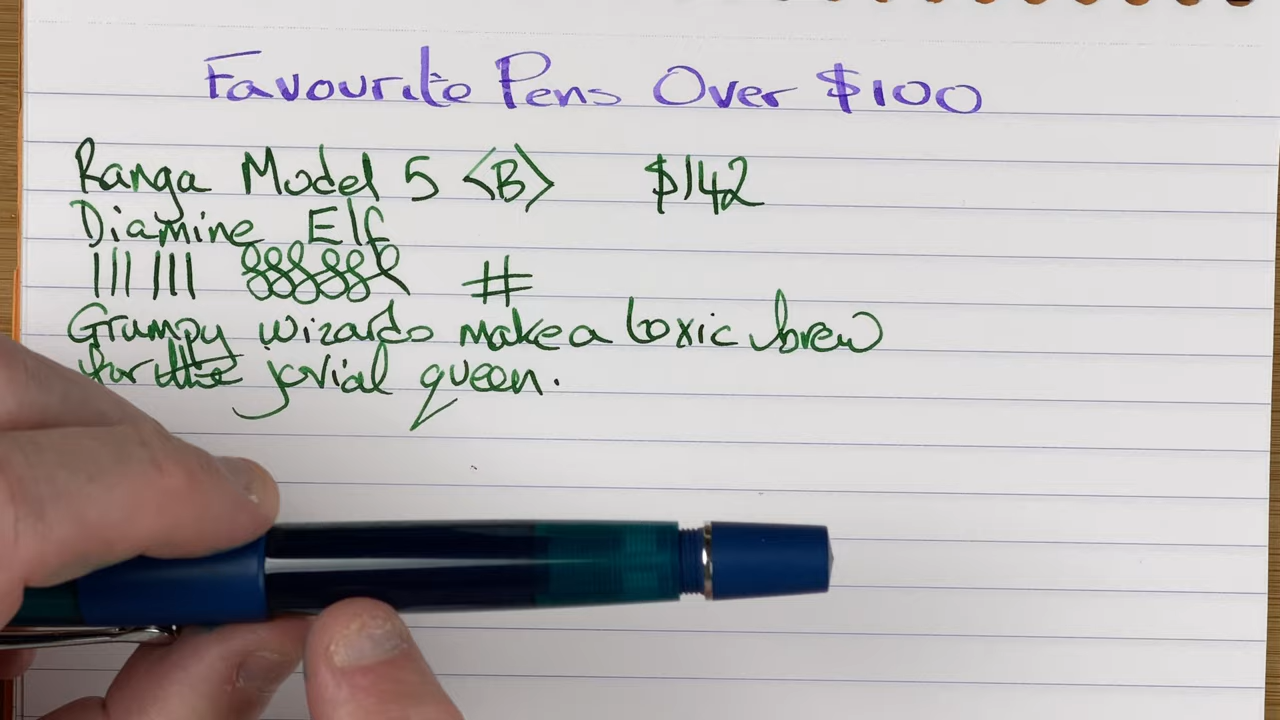 Favourite Pens Over $100
Ranga Model 5 <B> $142
Diamine Elf
||| ||| #
Grumpy wizards make a toxic brew
for the jovial queen.